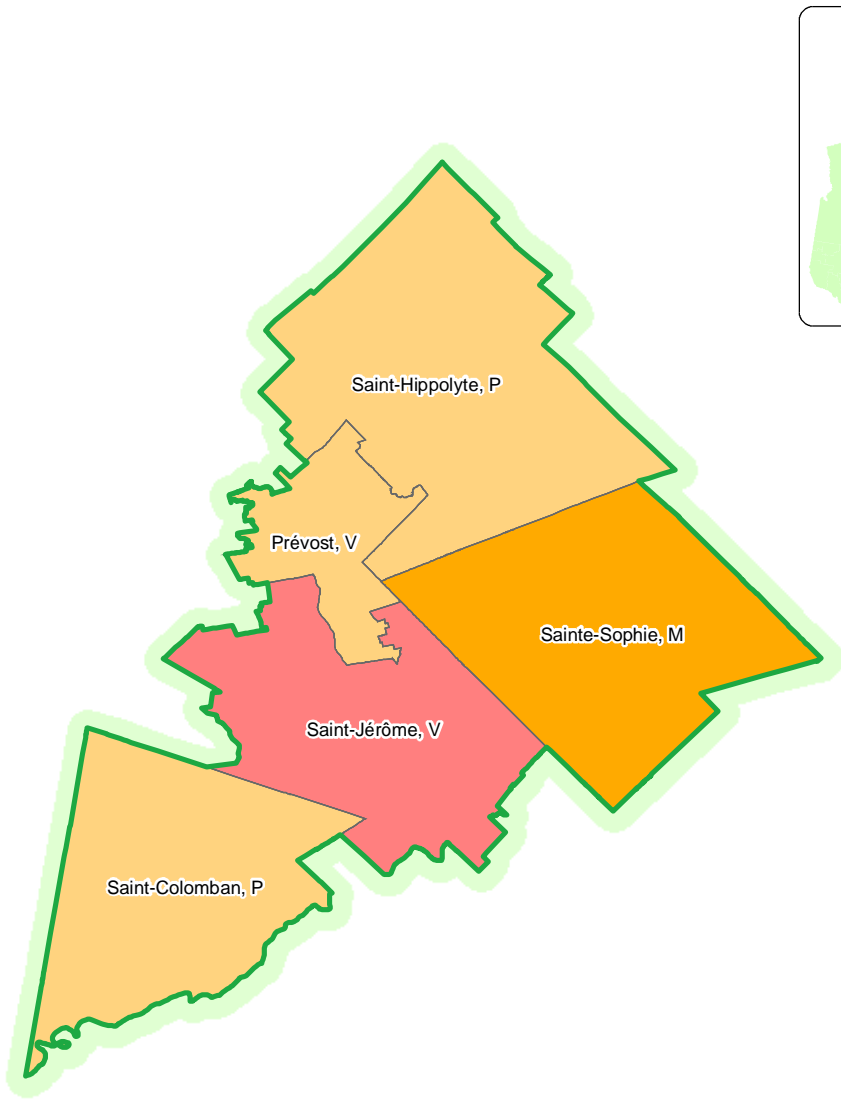 Saint-Hippolyte, P
Prévost, V
Sainte-Sophie, M
Saint-Jérôme, V
Saint-Colomban, P